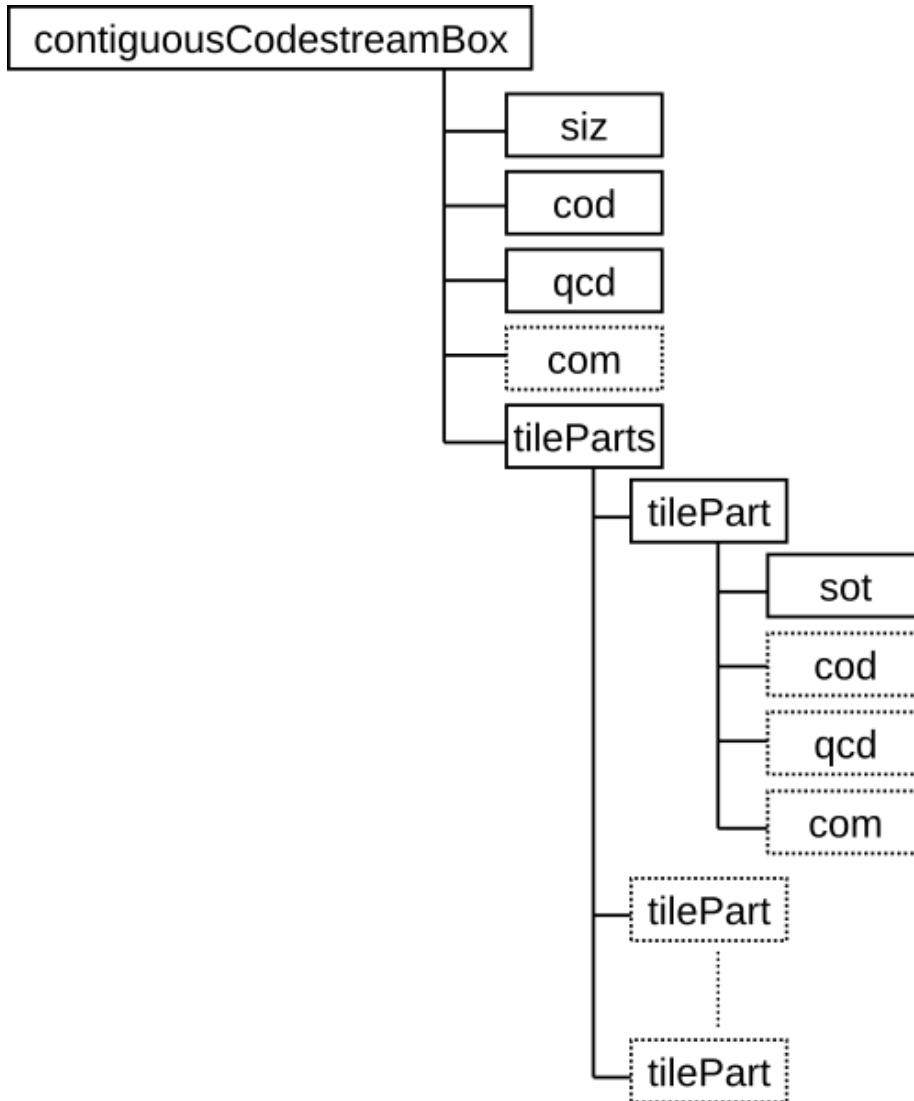 contiguousCodestreamBox
siz
cod
qcd
com
tileParts
tilePart
sot
cod
qcd
com
tilePart
tilePart